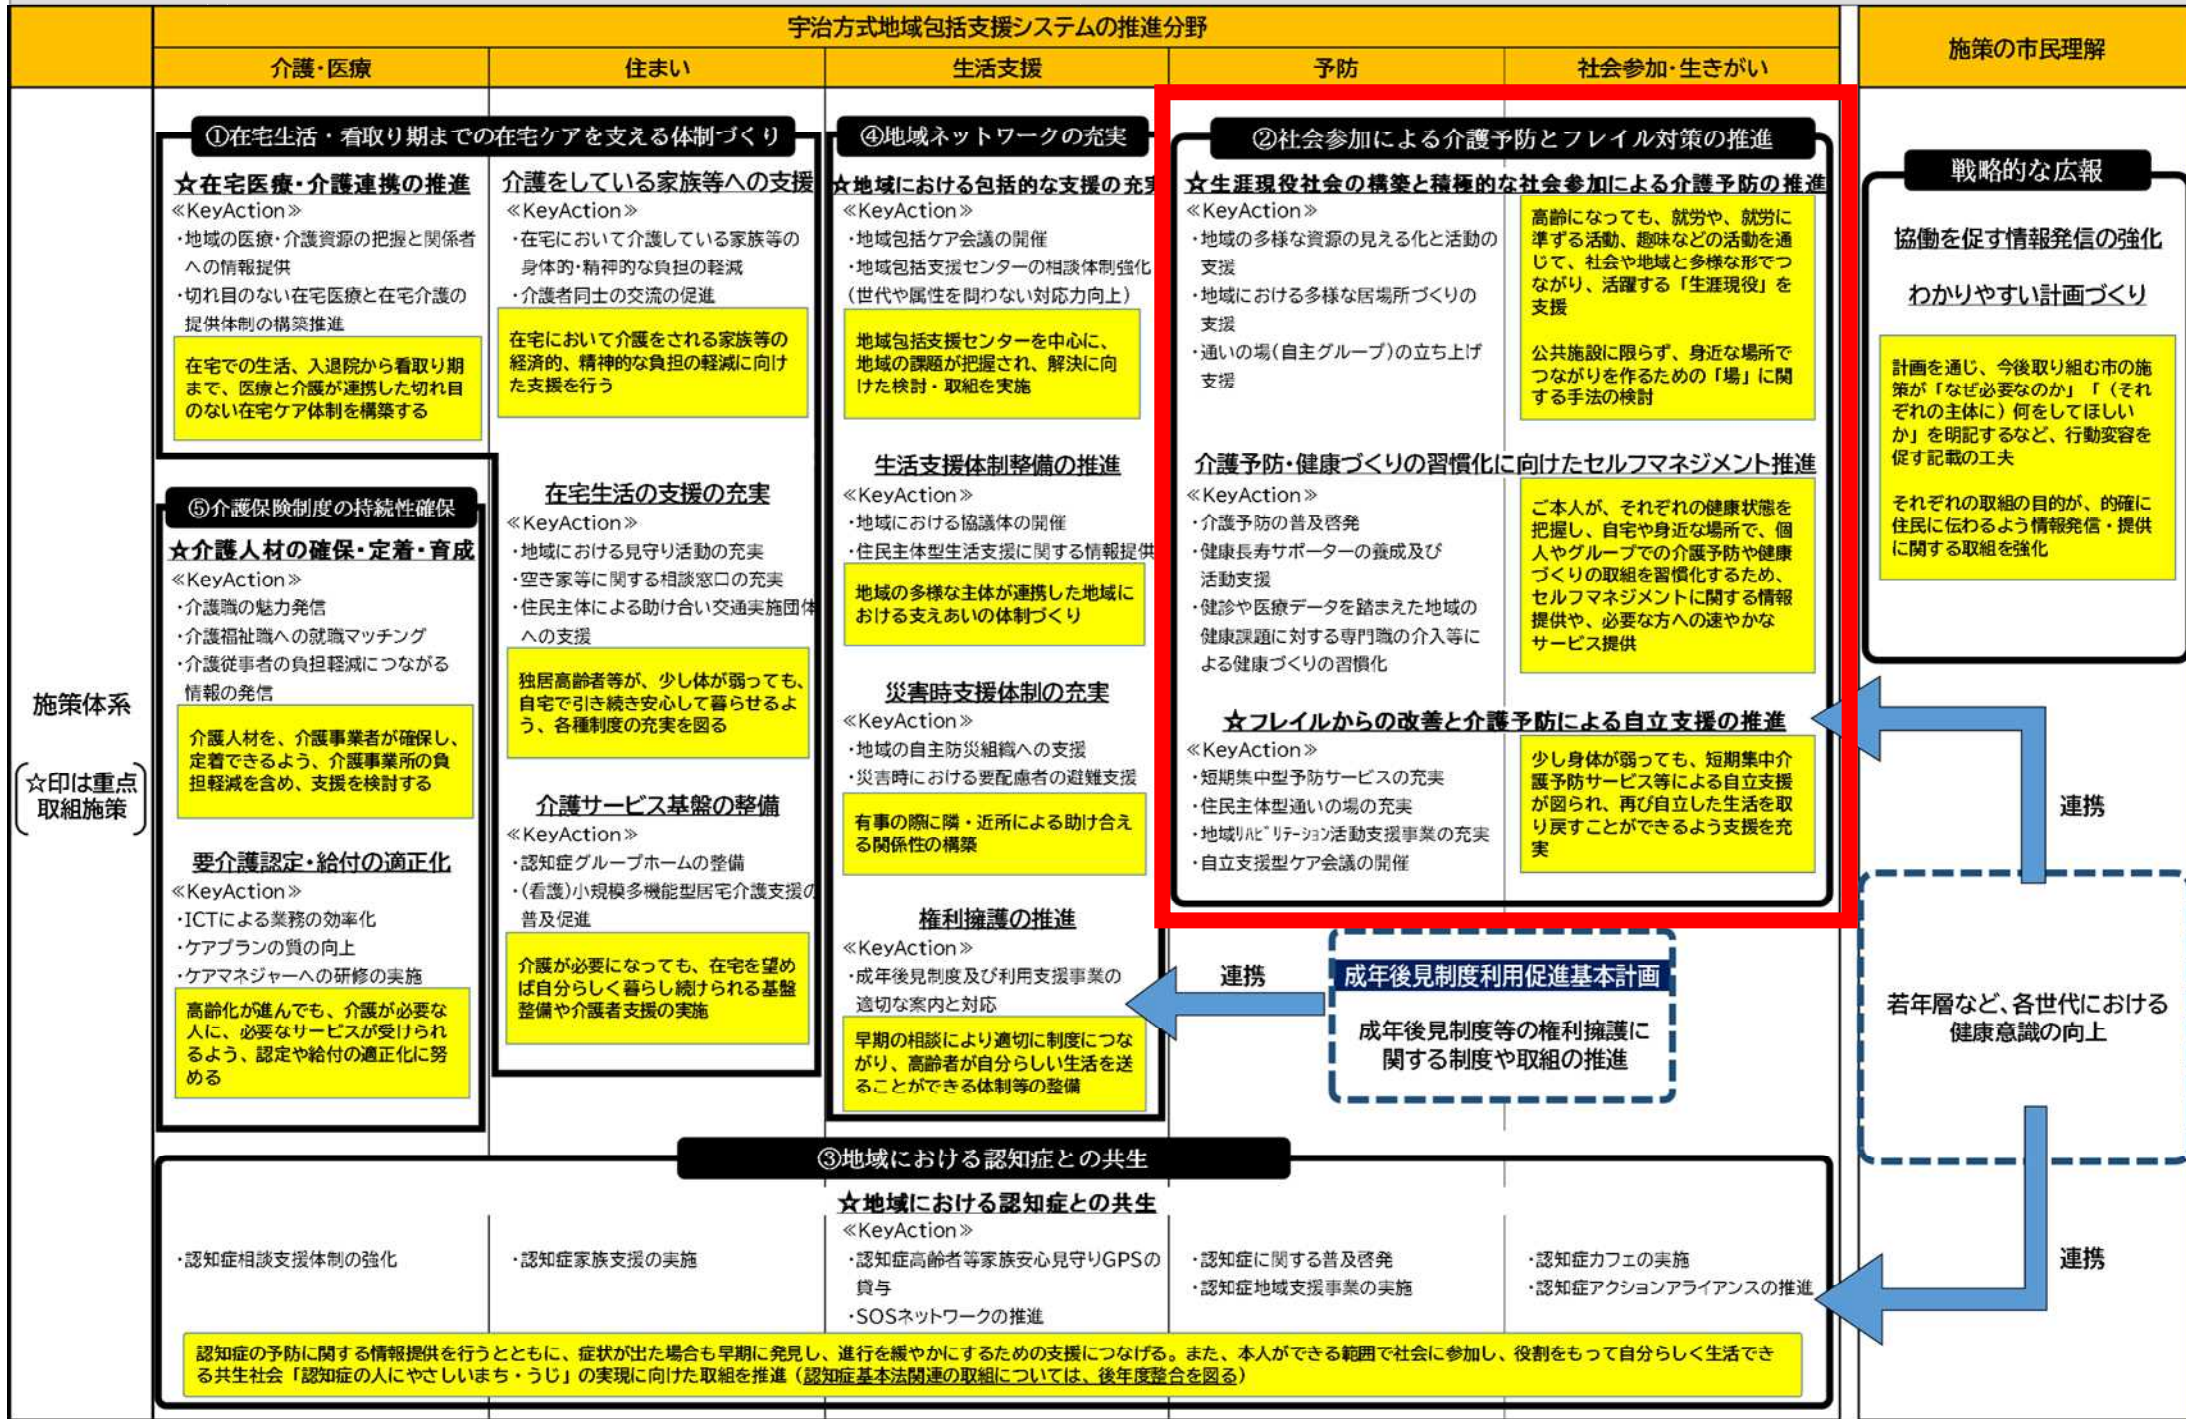 宇治方式地域包括支援システムの推進分野
施策の市民理解
介護・医療
住まい
生活支援
予防
社会参加・生きがい
施策体系
☆印は重点
取組施策
①在宅生活・看取り期までの在宅ケアを支える体制づくり
☆在宅医療・介護連携の推進
≪KeyAction≫
・地域の医療・介護資源の把握と関係者
への情報提供
・切れ目のない在宅医療と在宅介護の
提供体制の構築推進
在宅での生活、入退院から看取り期
まで、医療と介護が連携した切れ目
のない在宅ケア体制を構築する
介護をしている家族等への支援
≪KeyAction≫
・在宅において介護している家族等の
身体的・精神的な負担の軽減
・介護者同士の交流の促進
在宅において介護をされる家族等の
経済的、精神的な負担の軽減に向け
た支援を行う
在宅生活の支援の充実
≪KeyAction≫
・地域における見守り活動の充実
・空き家等に関する相談窓口の充実
・住民主体による助け合い交通実施団体
への支援
独居高齢者等が、少し体が弱っても、
自宅で引き続き安心して暮らせるよ
う、各種制度の充実を図る
介護サービス基盤の整備
≪KeyAction≫
・認知症グループホームの整備
・(看護)小規模多機能型居宅介護支援の
普及促進
介護が必要になっても、在宅を望め
ば自分らしく暮らし続けられる基盤
整備や介護者支援の実施
⑤介護保険制度の持続性確保
☆介護人材の確保・定着・育成
≪KeyAction≫
・介護職の魅力発信
・介護福祉職への就職マッチング
・介護従事者の負担軽減につながる
情報の発信
介護人材を、介護事業者が確保し、
定着できるよう、介護事業所の負
担軽減を含め、支援を検討する
要介護認定・給付の適正化
≪KeyAction≫
・ICTによる業務の効率化
・ケアプランの質の向上
・ケアマネジャーへの研修の実施
高齢化が進んでも、介護が必要な
人に、必要なサービスが受けられ
るよう、認定や給付の適正化に努
める
④地域ネットワークの充実
☆地域における包括的な支援の充実
≪KeyAction≫
・地域包括ケア会議の開催
・地域包括支援センターの相談体制強化
(世代や属性を問わない対応力向上)
地域包括支援センターを中心に、
地域の課題が把握され、解決に向
けた検討・取組を実施
生活支援体制整備の推進
≪KeyAction≫
・地域における協議体の開催
・住民主体型生活支援に関する情報提供
地域の多様な主体が連携した地域に
おける支えあいの体制づくり
災害時支援体制の充実
≪KeyAction≫
・地域の自主防災組織への支援
・災害時における要配慮者の避難支援
有事の際に隣・近所による助け合え
る関係性の構築
権利擁護の推進
≪KeyAction≫
・成年後見制度及び利用支援事業の
適切な案内と対応
早期の相談により適切に制度につな
がり、高齢者が自分らしい生活を送
ることができる体制等の整備
②社会参加による介護予防とフレイル対策の推進
☆生涯現役社会の構築と積極的な社会参加による介護予防の推進
≪KeyAction≫
・地域の多様な資源の見える化と活動の
支援
・地域における多様な居場所づくりの
支援
・通いの場(自主グループ)の立ち上げ
支援
高齢になっても、就労や、就労に
準ずる活動、趣味などの活動を通
じて、社会や地域と多様な形でつ
ながり、活躍する「生涯現役」を
支援
公共施設に限らず、身近な場所で
つながりを作るための「場」に関
する手法の検討
介護予防・健康づくりの習慣化に向けたセルフマネジメント推進
≪KeyAction≫
・介護予防の普及啓発
・健康長寿サポーターの養成及び
活動支援
・健診や医療データを踏まえた地域の
健康課題に対する専門職の介入等に
よる健康づくりの習慣化
ご本人が、それぞれの健康状態を
把握し、自宅や身近な場所で、個
人やグループでの介護予防や健康
づくりの取組を習慣化するため、
セルフマネジメントに関する情報
提供や、必要な方への速やかな
サービス提供
☆フレイルからの改善と介護予防による自立支援の推進
≪KeyAction≫
・短期集中型予防サービスの充実
・住民主体型通いの場の充実
・地域ﾘﾊﾋﾞﾘﾃｰｼｮﾝ活動支援事業の充実
・自立支援型ケア会議の開催
少し身体が弱っても、短期集中介
護予防サービス等による自立支援
が図られ、再び自立した生活を取
り戻すことができるよう支援を充
実
連携
成年後見制度利用促進基本計画
成年後見制度等の権利擁護に
関する制度や取組の推進
戦略的な広報
協働を促す情報発信の強化
わかりやすい計画づくり
計画を通じ、今後取り組む市の施
策が「なぜ必要なのか」「(それ
ぞれの主体に)何をしてほしい
か」を明記するなど、行動変容を
促す記載の工夫
それぞれの取組の目的が、的確に
住民に伝わるよう情報発信・提供
に関する取組を強化
連携
若年層など、各世代における
健康意識の向上
連携
③地域における認知症との共生
☆地域における認知症との共生
≪KeyAction≫
・認知症相談支援体制の強化
・認知症家族支援の実施
・認知症高齢者等家族安心見守りGPSの
貸与
・SOSネットワークの推進
・認知症に関する普及啓発
・認知症地域支援事業の実施
・認知症カフェの実施
・認知症アクションアライアンスの推進
認知症の予防に関する情報提供を行うとともに、症状が出た場合も早期に発見し、進行を緩やかにするための支援につなげる。また、本人ができる範囲で社会に参加し、役割をもって自分らしく生活でき
る共生社会「認知症の人にやさしいまち・うじ」の実現に向けた取組を推進(認知症基本法関連の取組については、後年度整合を図る)